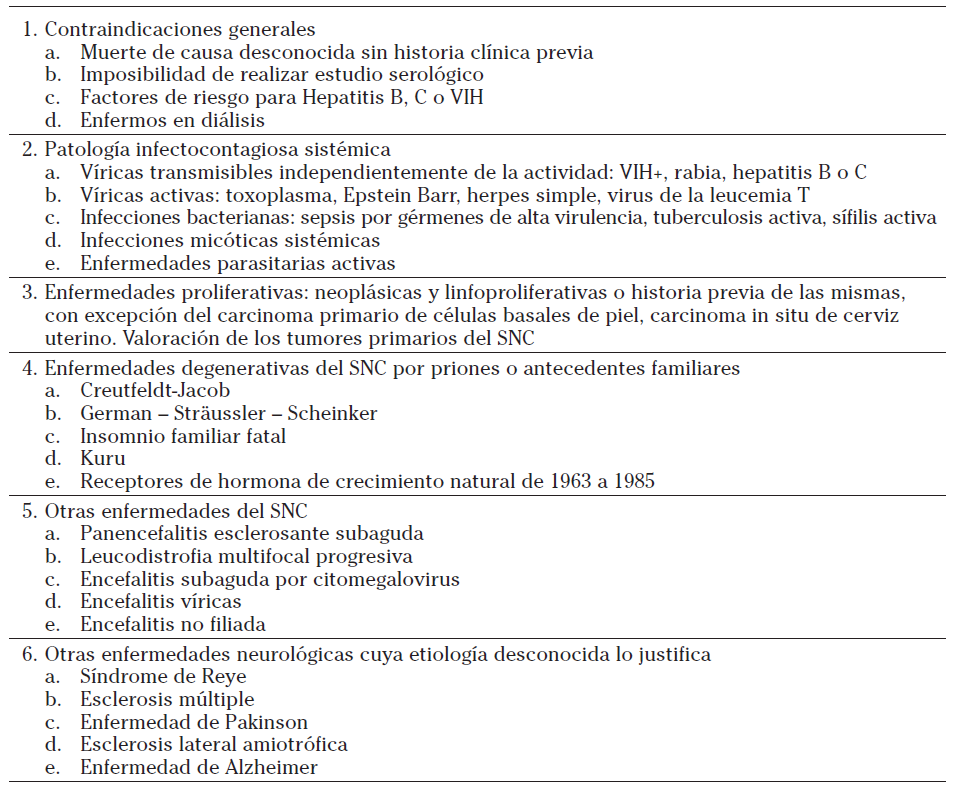 1. Contraindicaciones generales
a. Muerte de causa desconocida sin historia clínica previa
b. Imposibilidad de realizar estudio serológico
c. Factores de riesgo para Hepatitis B, C o VIH
d. Enfermos en diálisis
2. Patología infectocontagiosa sistémica
a. Víricas transmisibles independientemente de la actividad: VIH+, rabia, hepatitis B o C
b. Víricas activas: toxoplasma, Epstein Barr, herpes simple, virus de la leucemia T
c. Infecciones bacterianas: sepsis por gérmenes de alta virulencia, tuberculosis activa, sífilis activa
d. Infecciones micóticas sistémicas
e. Enfermedades parasitarias activas
3. Enfermedades proliferativas: neoplásicas y linfoproliferativas o historia previa de las mismas,
con excepción del carcinoma primario de células basales de piel, carcinoma in situ de cerviz
uterino. Valoración de los tumores primarios del SNC
4. Enfermedades degenerativas del SNC por priones o antecedentes familiares
a. Creutfeldt-Jacob
b. German – Sträussler – Scheinker
c. Insomnio familiar fatal
d. Kuru
e. Receptores de hormona de crecimiento natural de 1963 a 1985
5. Otras enfermedades del SNC
a. Panencefalitis esclerosante subaguda
b. Leucodistrofia multifocal progresiva
c. Encefalitis subaguda por citomegalovirus
d. Encefalitis víricas
e. Encefalitis no filiada
6. Otras enfermedades neurológicas cuya etiología desconocida lo justifica
a. Síndrome de Reye
b. Esclerosis múltiple
c. Enfermedad de Pakinson
d. Esclerosis lateral amiotrófica
e. Enfermedad de Alzheimer